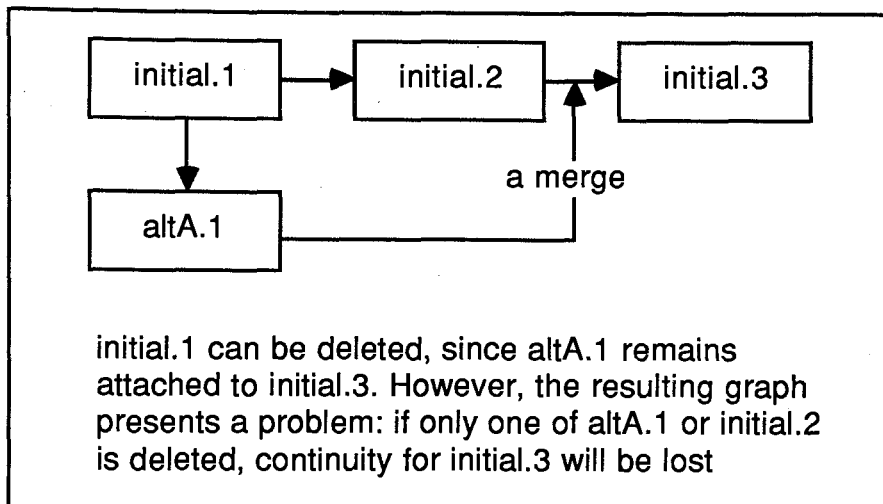 initial.1
initial.2
initial.3
a merge
altA.1
initial.1 can be deleted, since altA.1 remains
attached to initial.3. However, the resulting graph
presents a problem: if only one of altA.1 or initial.2
is deleted, continuity for initial.3 will be lost